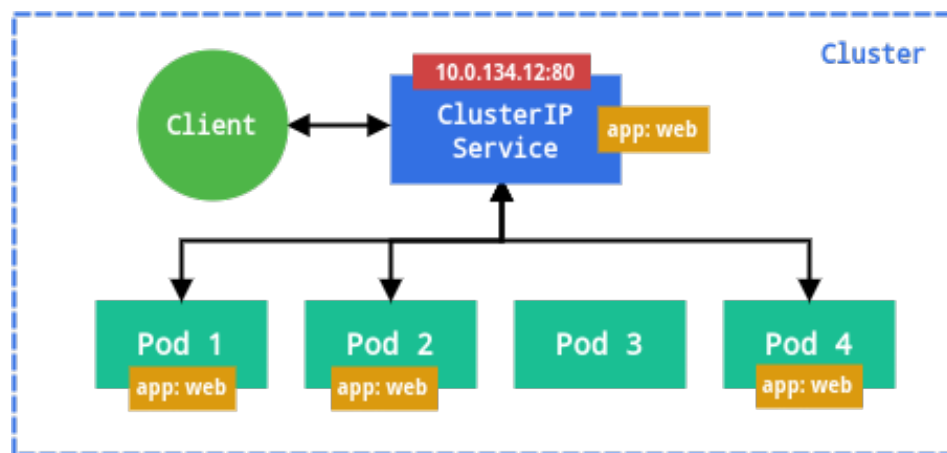 Cluster
10.0.134.12:80
Client
ClusterIP
Service
app: web
Pod 1
Pod 2
Pod 3
Pod 4
app: web
app: web
app: web